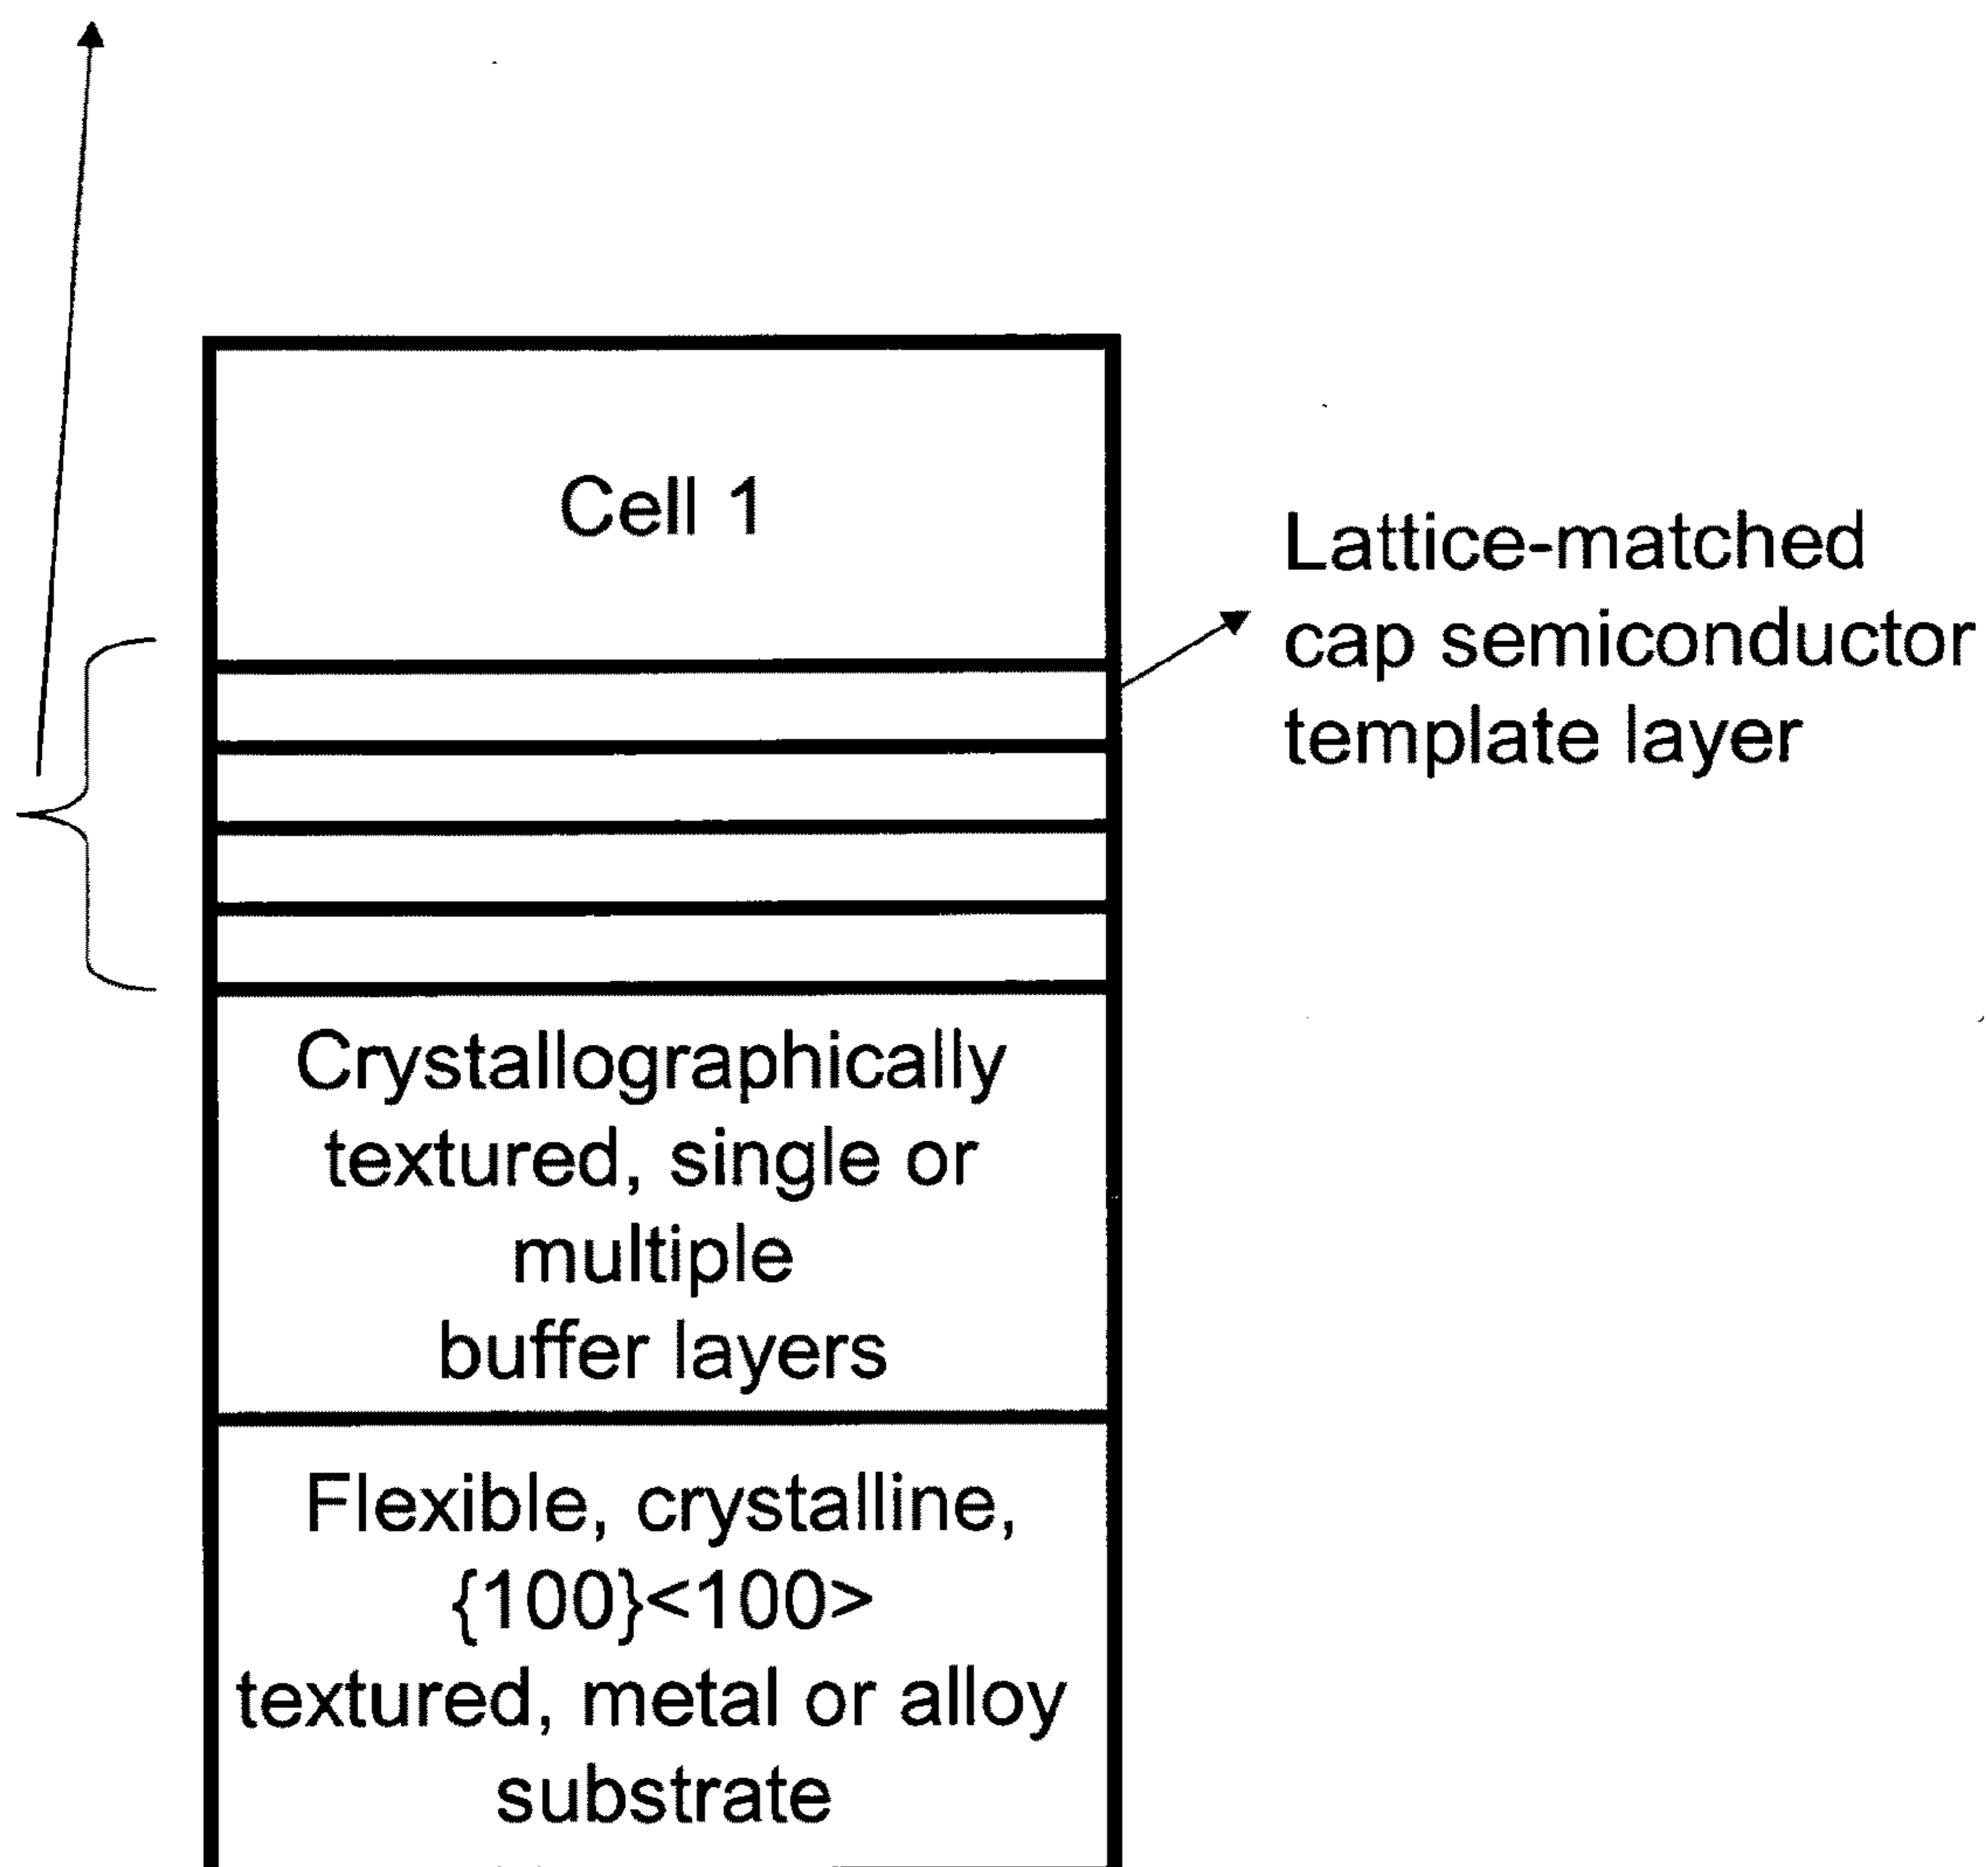 Cell 1
Lattice-matched
cap semiconductor
template layer
Crystallographically
textured, single or
multiple
buffer layers
Flexible, crystalline,
{100}<100>
textured, metal or alloy
substrate